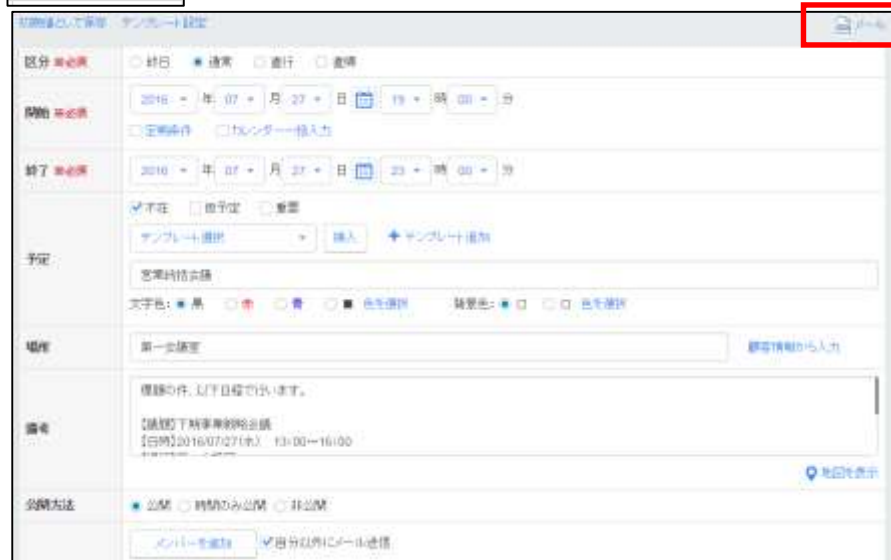 初期値として保存 テンプレート設定 メール
区分 ※必須 終日 通常 直行 直帰
開始 ※必須 2016 年 07 月 27 日 19 時 00 分
定期条件 カレンダー一括入力
終了 ※必須 2016 年 07 月 27 日 23 時 00 分
予定 不在 仮予定 重要
テンプレート選択 挿入 テンプレート追加
営業統括会議
文字色: 黒 赤 青 ■ 色を選択 背景色: 色を選択
場所 第一会議室 顧客情報から入力
備考 標題の件、以下日程で行います。
【議題】下期事業戦略会議
【日時】2016/07/27(水) 13:00～16:00
地図を表示
公開方法 公開 時間のみ公開 非公開
メンバーを追加 自分以外にメール送信